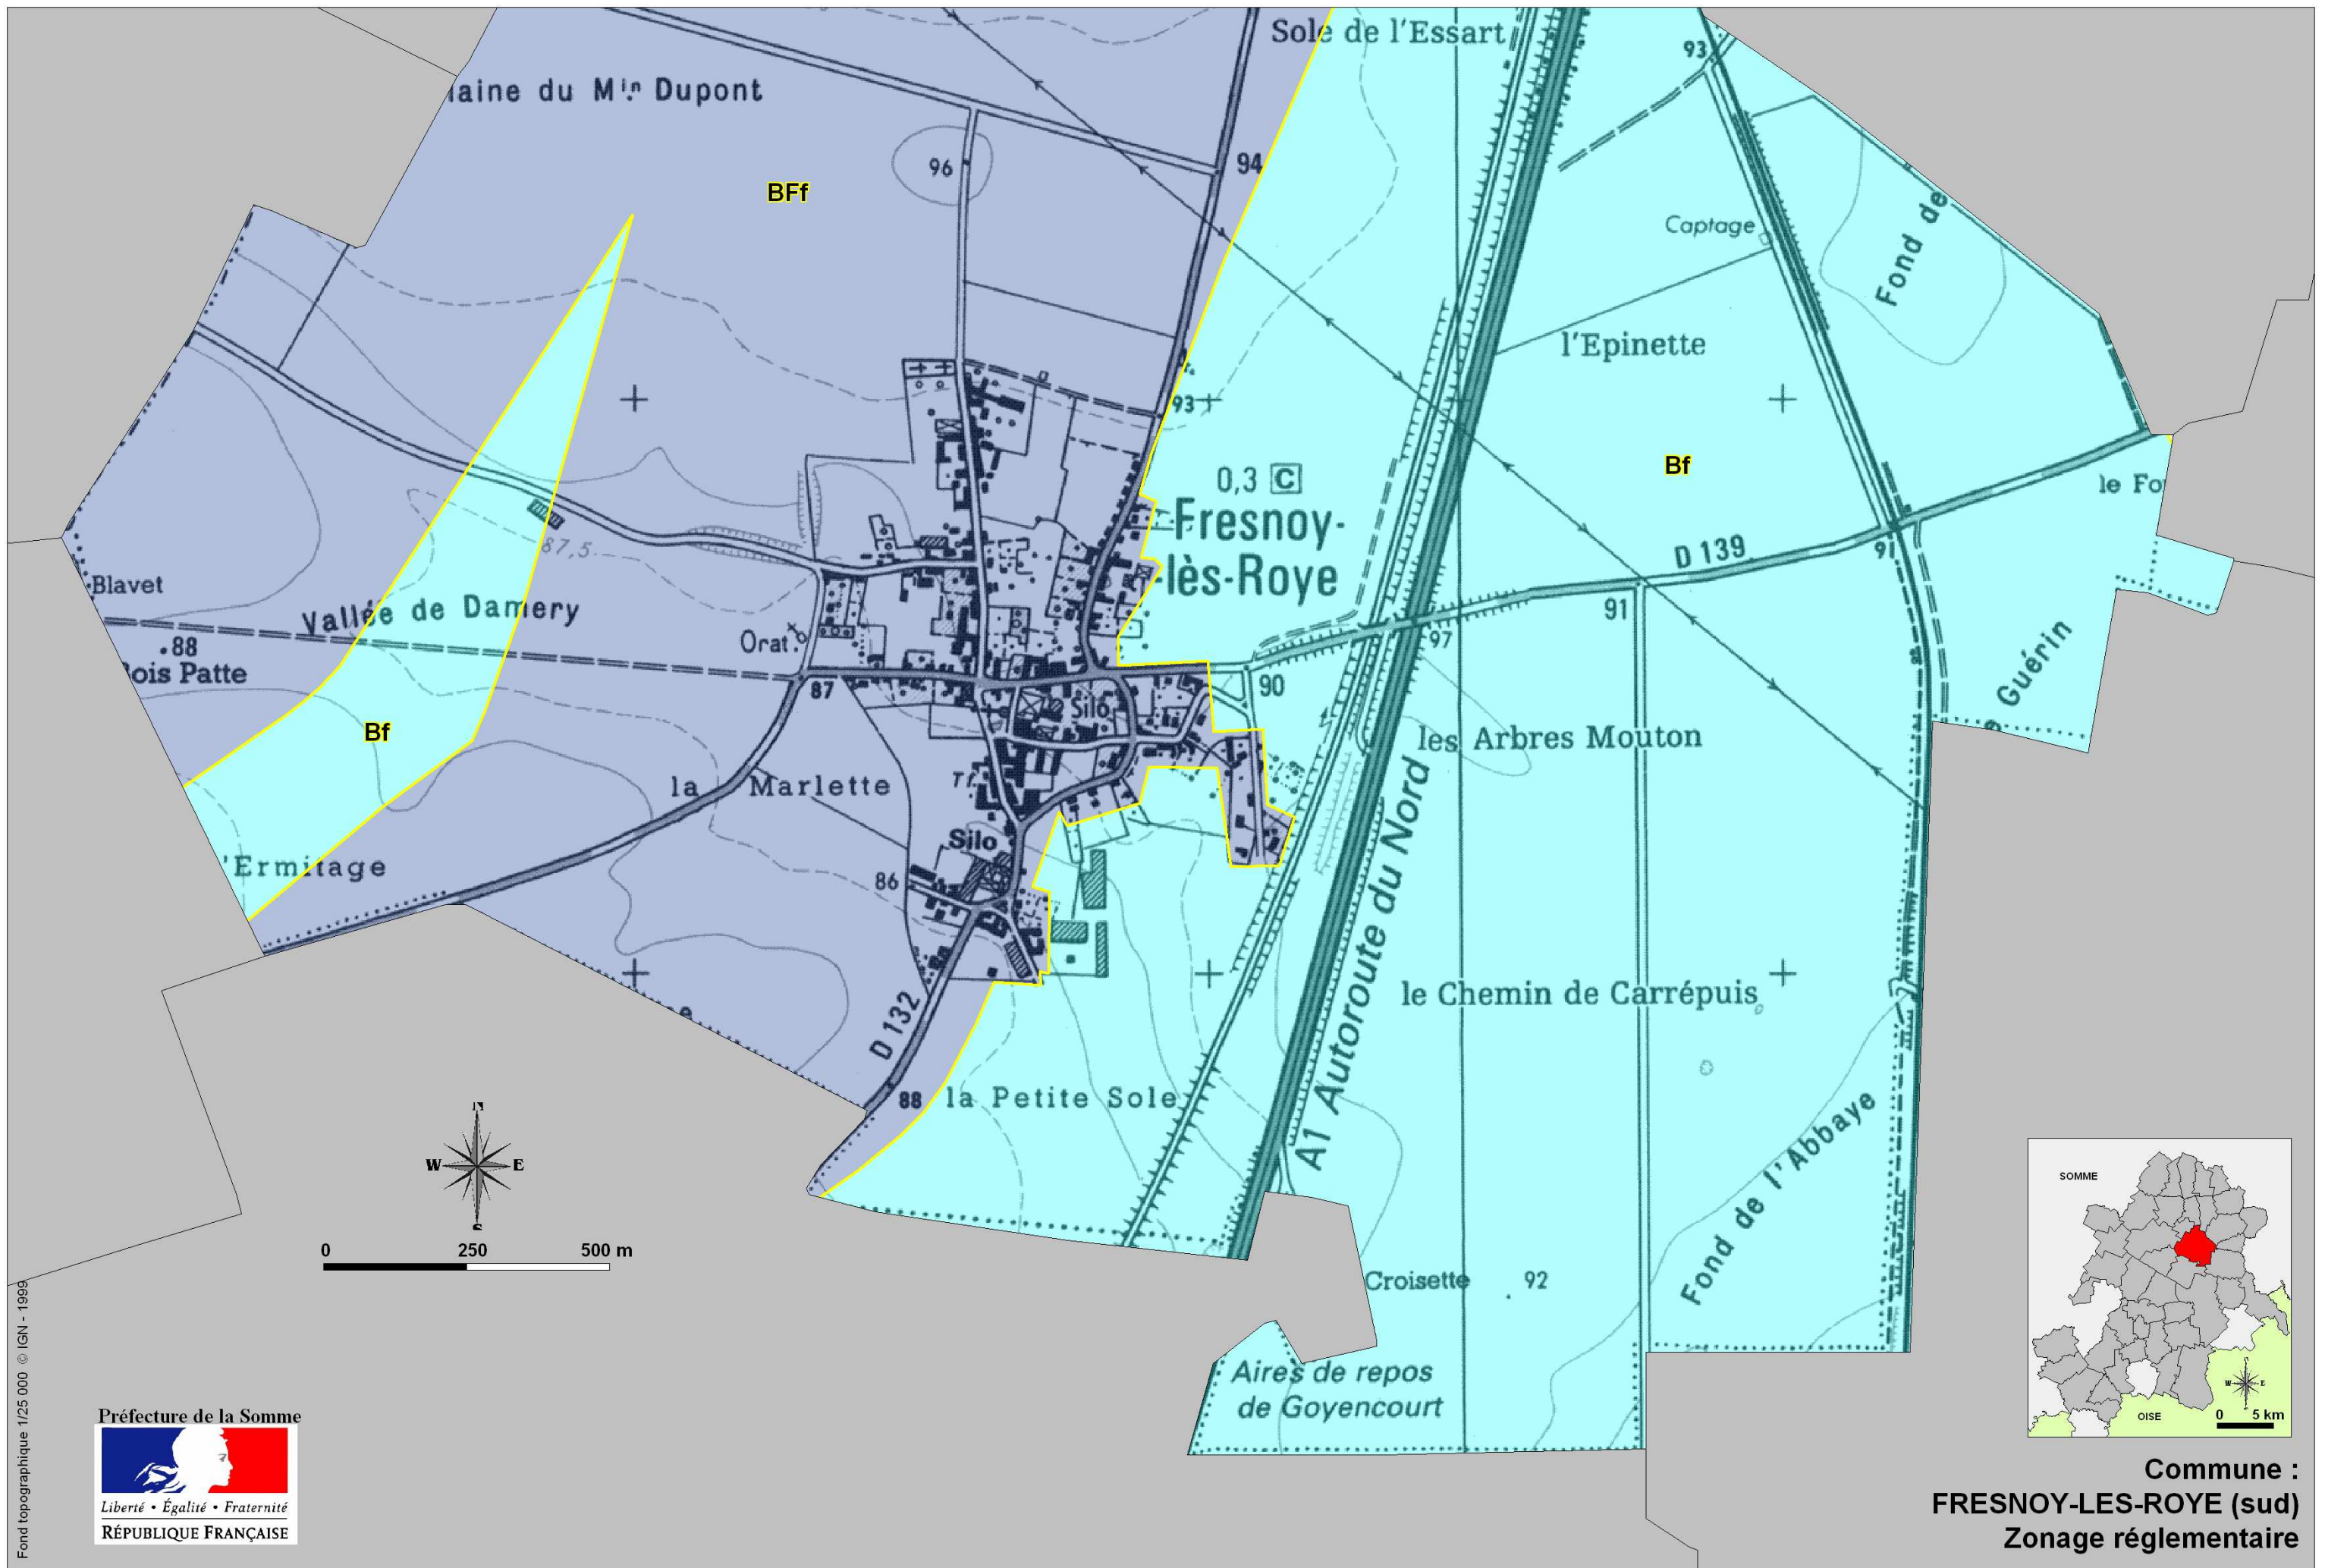 Sole de l'Essart
93
laine du Mⁱⁿ. Dupont
96
94
BFf
Captage
Fond de
l'Epinette
93
Bf
0,3 C
Fresnoy-
lès-Roye
le Fo
87,5
D 139
91
Blavet
Vallée de Damery
91
Orat.
97
.88
ois Patte
87
90
Guérin
Silo
Bf
les Arbres Mouton
la Marlette
Silo
'Ermitage
86
A1 Autoroute du Nord
le Chemin de Carrépuis
D 132
88
la Petite Sole
Fond de l'Abbaye
N
W E
S
0 250 500 m
Croisette 92
Aires de repos
de Goyencourt
SOMME
OISE
W E
0 5 km
Fond topographique 1/25 000 © IGN - 1999
Préfecture de la Somme
Liberté • Égalité • Fraternité
RÉPUBLIQUE FRANÇAISE
Commune :
FRESNOY-LES-ROYE (sud)
Zonage réglementaire